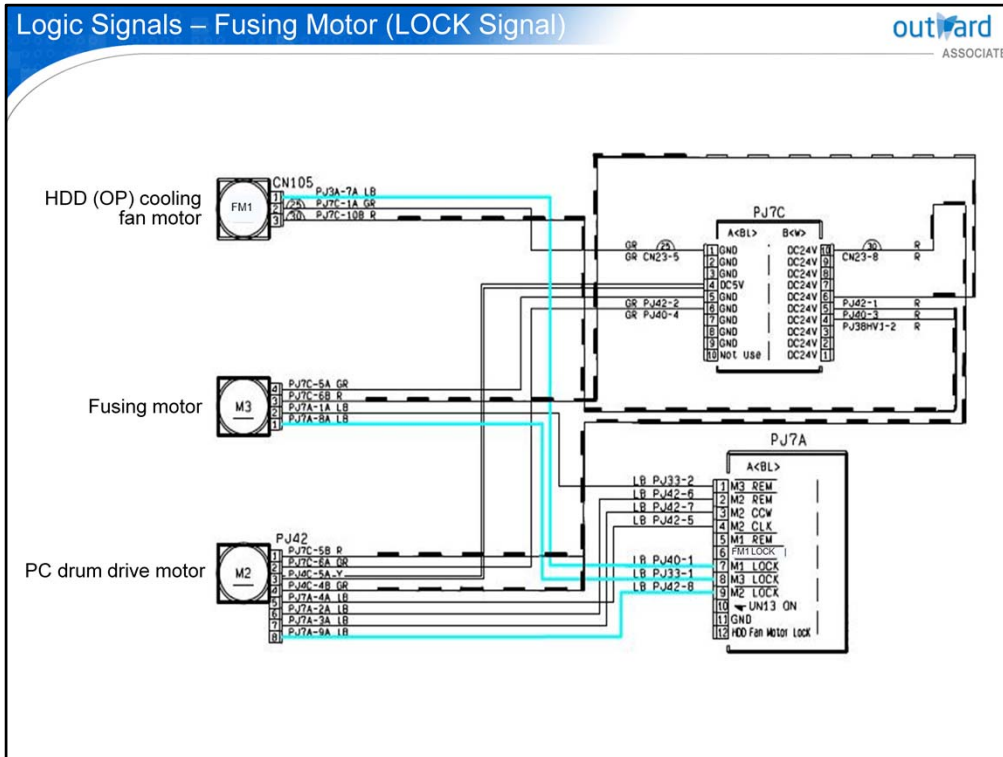 Logic Signals – Fusing Motor (LOCK Signal)
outward
ASSOCIATE
HDD (OP) cooling
fan motor
FM1
CN105
1 PJ3A-7A LB
2 (25) PJ7C-1A GR
3 (30) PJ7C-10B R
PJ7C
A<BL> B<W>
GR (25) 1 GND DC24V 10 (30) R
GR CN23-5 2 GND DC24V 9 CN23-8 R
3 GND DC24V 8
4 DC5V DC24V 7
5 GND DC24V 6
GR PJ42-2 6 GND DC24V 5 PJ42-1 R
GR PJ40-4 7 GND DC24V 4 PJ40-3 R
8 GND DC24V 3 PJ38HV1-2 R
9 GND DC24V 2
10 Not Use DC24V 1
Fusing motor
M3
4 PJ7C-5A GR
3 PJ7C-6B R
2 PJ7A-1A LB
1 PJ7A-8A LB
PJ7A
A<BL>
LB PJ33-2 1 M3 REM
LB PJ42-6 2 M2 REM
LB PJ42-7 3 M2 CCW
LB PJ42-5 4 M2 CLK
5 M1 REM
6 FM1 LOCK
LB PJ40-1 7 M1 LOCK
LB PJ33-1 8 M3 LOCK
LB PJ42-8 9 M2 LOCK
10 UN13 ON
11 GND
12 HDD Fan Motor Lock
PC drum drive motor
M2
PJ42
1 PJ7C-5B R
2 PJ7C-6A GR
3 PJ4C-5A-Y
4 PJ4C-4B GR
5 PJ7A-4A LB
6 PJ7A-2A LB
7 PJ7A-3A LB
8 PJ7A-9A LB